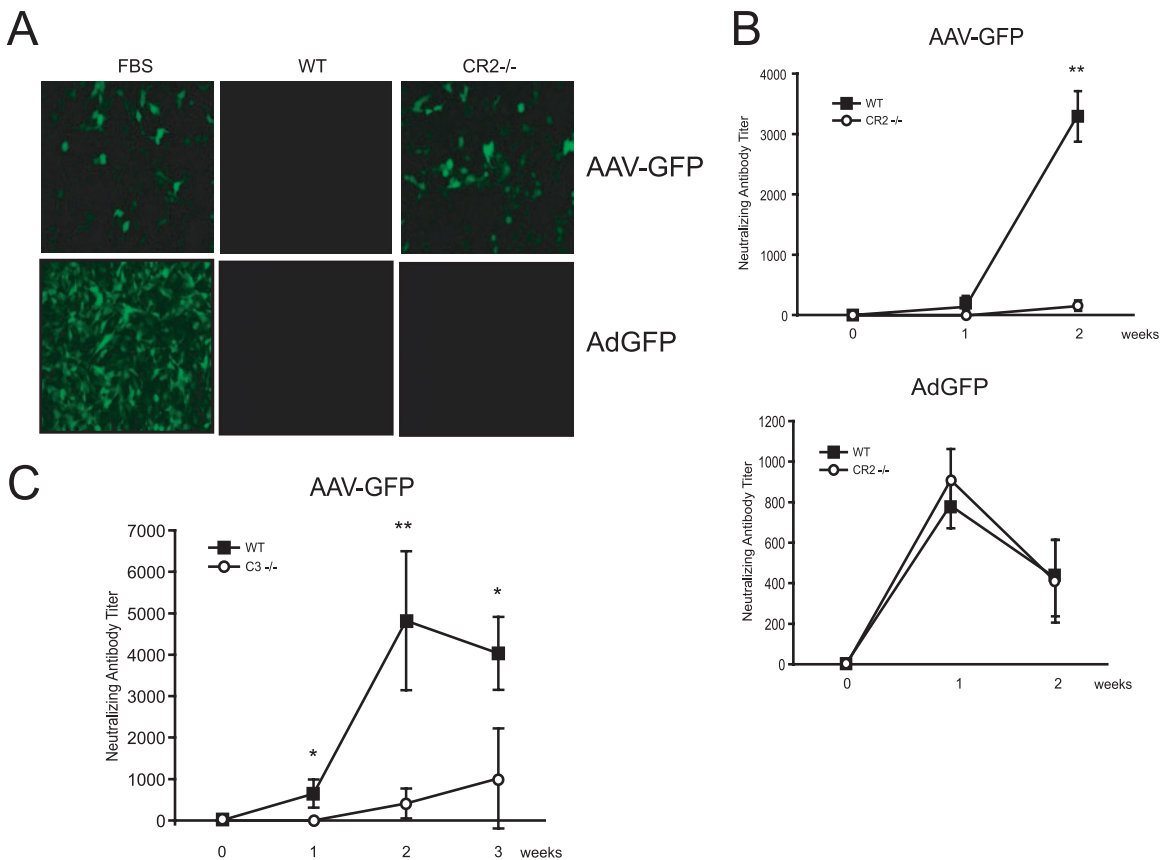 A
FBS WT CR2-/-
AAV-GFP
AdGFP
B
AAV-GFP
WT
CR2 -/-
**
Neutralizing Antibody Titer
4000
3000
2000
1000
0
0 1 2 weeks
AdGFP
WT
CR2 -/-
Neutralizing Antibody Titer
1200
1000
800
600
400
200
0
0 1 2 weeks
C
AAV-GFP
WT
C3 -/-
*
**
*
Neutralizing Antibody Titer
7000
6000
5000
4000
3000
2000
1000
0
0 1 2 3 weeks